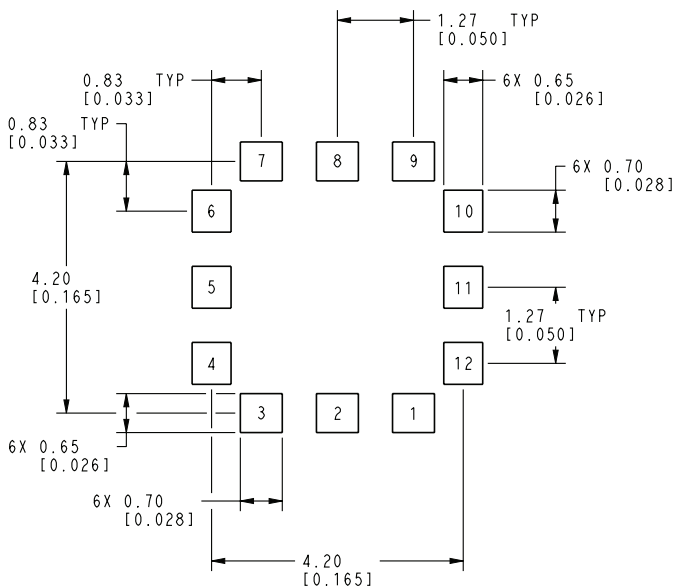 1.27 TYP
[0.050]
0.83 TYP
[0.033]
6X 0.65
[0.026]
0.83 TYP
[0.033]
7 8 9
6X 0.70
[0.028]
6 10
4.20
[0.165]
5 11
1.27 TYP
[0.050]
4 12
3 2 1
6X 0.65
[0.026]
6X 0.70
[0.028]
4.20
[0.165]